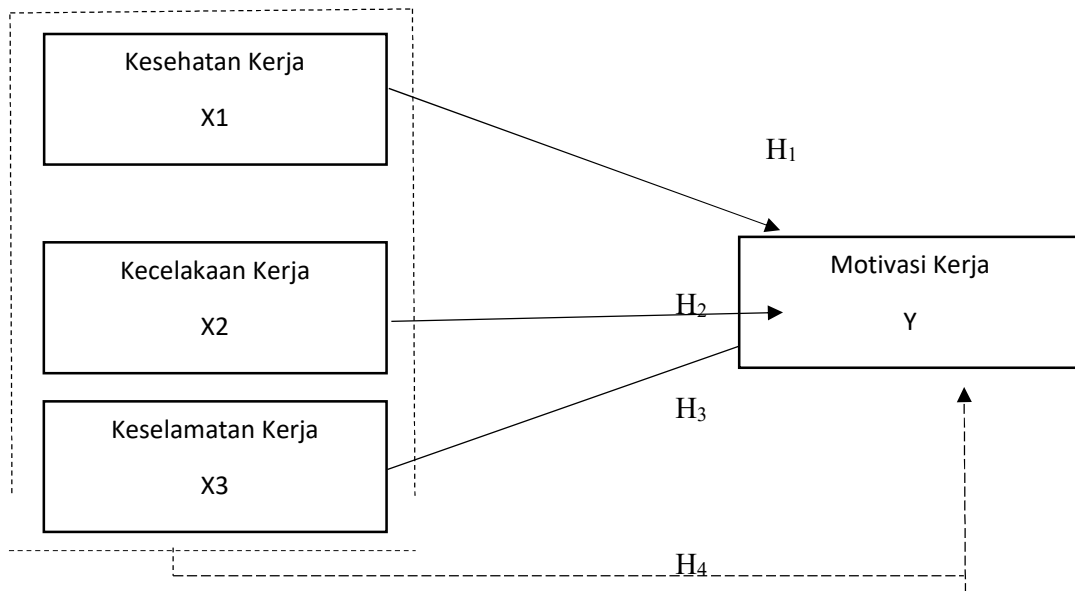 Kesehatan Kerja
X1
H₁
Kecelakaan Kerja
X2
H₂
Motivasi Kerja
Y
Keselamatan Kerja
X3
H₃
H₄